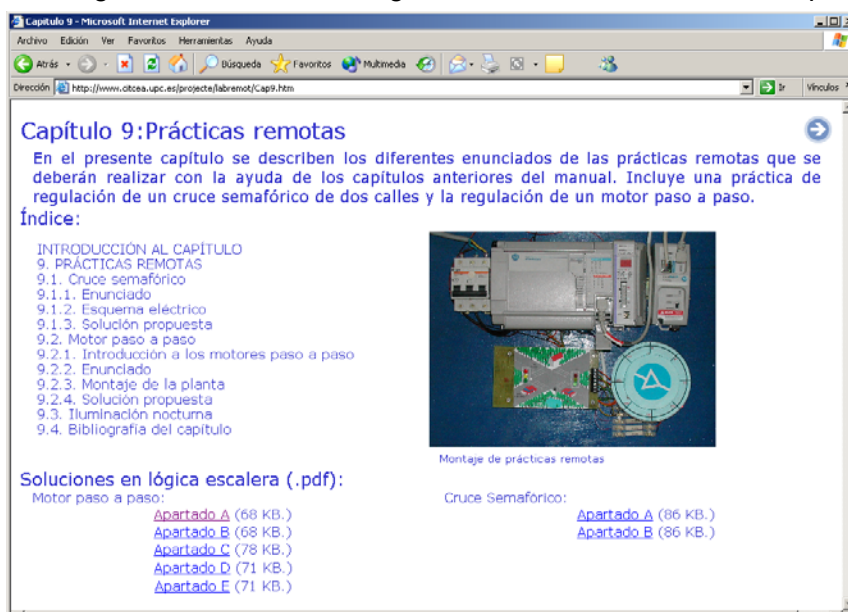 Capítulo 9 - Microsoft Internet Explorer
Archivo Edición Ver Favoritos Herramientas Ayuda
Atrás Búsqueda Favoritos Multimedia
Dirección http://www.citcea.upc.es/projecte/labremot/Cap9.htm Ir Vínculos
Capítulo 9:Prácticas remotas
En el presente capítulo se describen los diferentes enunciados de las prácticas remotas que se
deberán realizar con la ayuda de los capítulos anteriores del manual. Incluye una práctica de
regulación de un cruce semafórico de dos calles y la regulación de un motor paso a paso.
Índice:
INTRODUCCIÓN AL CAPÍTULO
9. PRÁCTICAS REMOTAS
9.1. Cruce semafórico
9.1.1. Enunciado
9.1.2. Esquema eléctrico
9.1.3. Solución propuesta
9.2. Motor paso a paso
9.2.1. Introducción a los motores paso a paso
9.2.2. Enunciado
9.2.3. Montaje de la planta
9.2.4. Solución propuesta
9.3. Iluminación nocturna
9.4. Bibliografía del capítulo
Montaje de prácticas remotas
Soluciones en lógica escalera (.pdf):
Motor paso a paso:
Apartado A (68 KB.)
Apartado B (68 KB.)
Apartado C (78 KB.)
Apartado D (71 KB.)
Apartado E (71 KB.)
Cruce Semafórico:
Apartado A (86 KB.)
Apartado B (86 KB.)